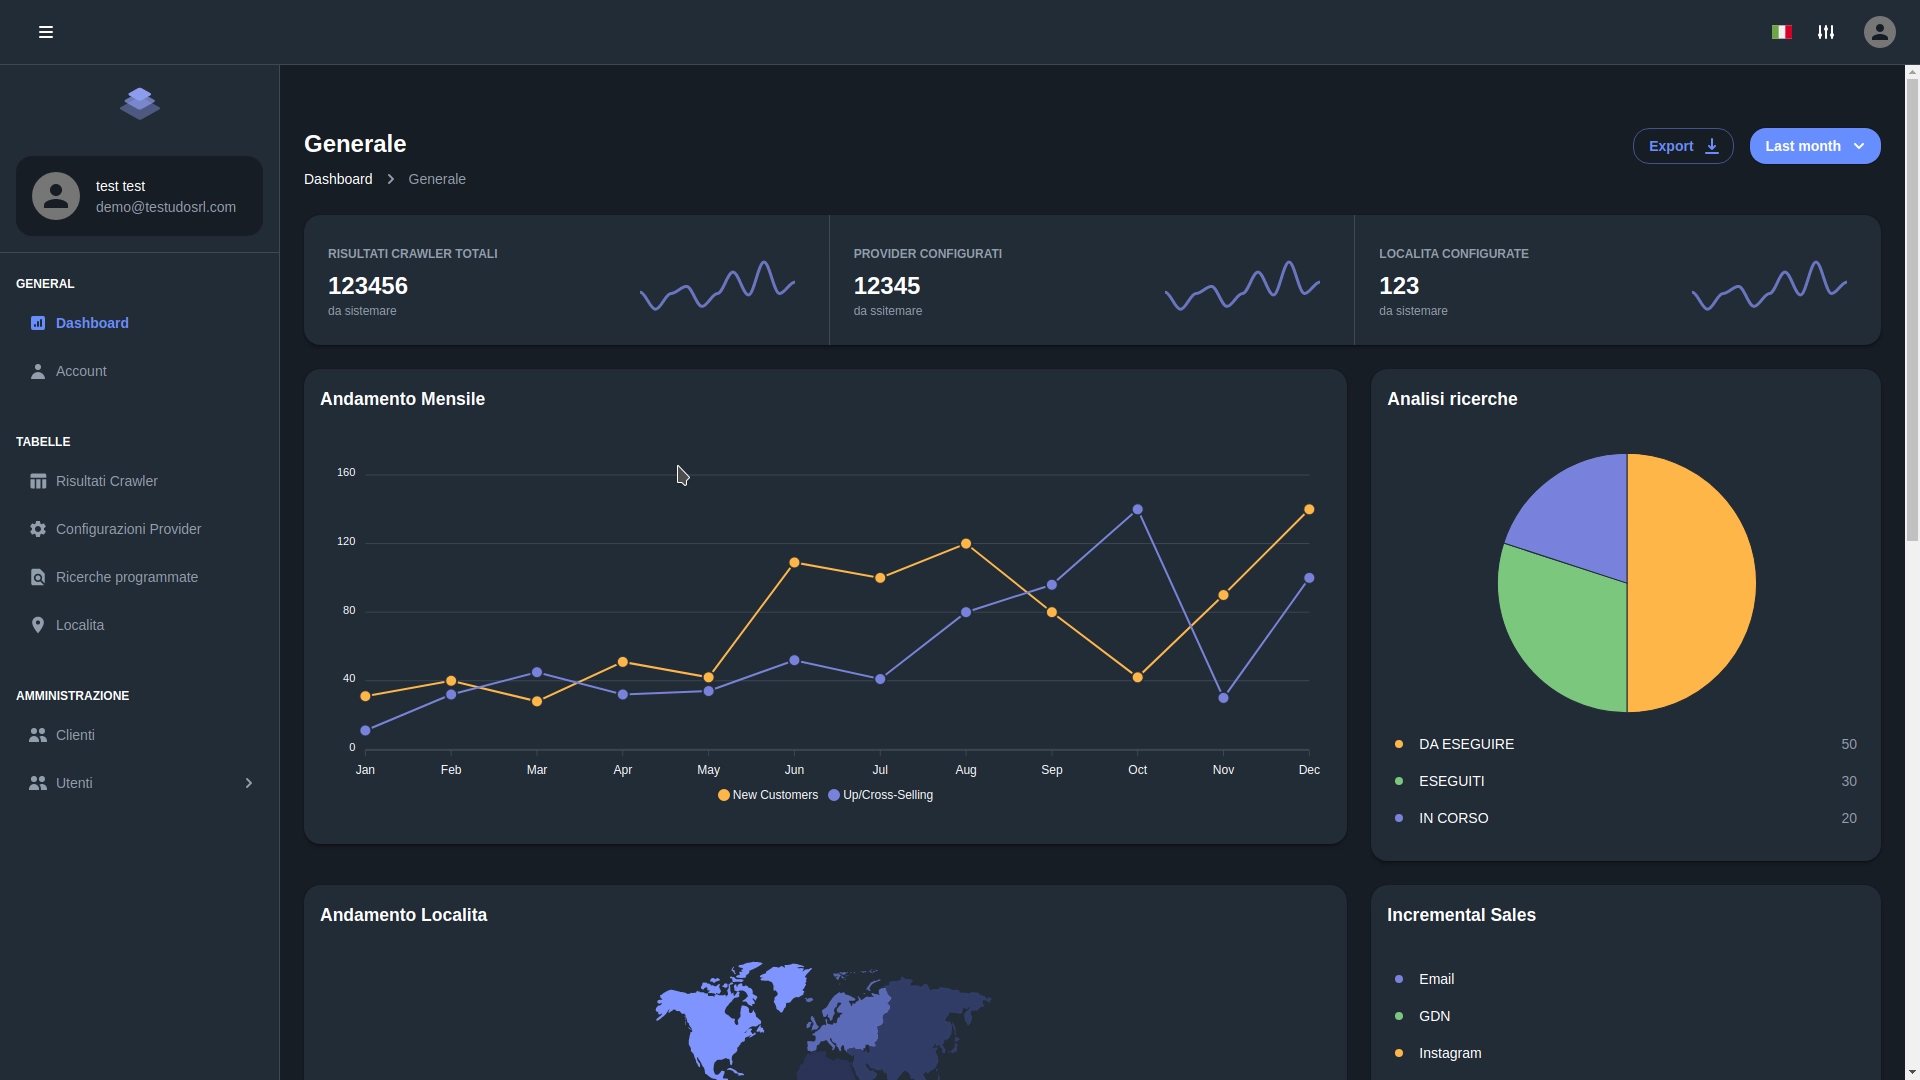 test test
demo@testudosrl.com
GENERAL
Dashboard
Account
TABELLE
Risultati Crawler
Configurazioni Provider
Ricerche programmate
Localita
AMMINISTRAZIONE
Clienti
Utenti
Generale
Dashboard Generale
Export Last month
RISULTATI CRAWLER TOTALI
123456
da sistemare
PROVIDER CONFIGURATI
12345
da ssitemare
LOCALITA CONFIGURATE
123
da sistemare
Andamento Mensile
160
120
80
40
0
Jan Feb Mar Apr May Jun Jul Aug Sep Oct Nov Dec
New Customers Up/Cross-Selling
Analisi ricerche
DA ESEGUIRE 50
ESEGUITI 30
IN CORSO 20
Andamento Localita
Incremental Sales
Email
GDN
Instagram